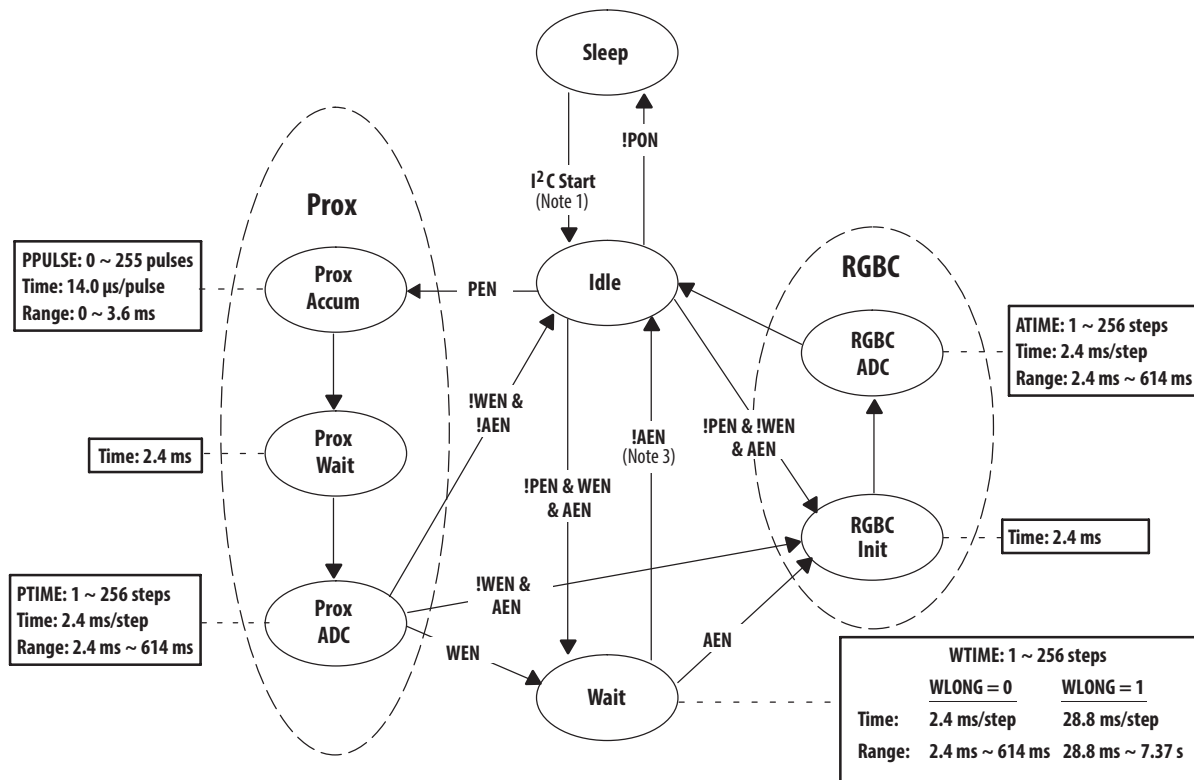 Sleep
!PON
I²C Start
(Note 1)
Prox
PPULSE: 0 ~ 255 pulses
Time: 14.0 µs/pulse
Range: 0 ~ 3.6 ms
Prox
Accum
PEN
Idle
RGBC
RGBC
ADC
ATIME: 1 ~ 256 steps
Time: 2.4 ms/step
Range: 2.4 ms ~ 614 ms
!WEN &
!AEN
!AEN
(Note 3)
!PEN & !WEN
& AEN
Time: 2.4 ms
Prox
Wait
!PEN & WEN
& AEN
RGBC
Init
Time: 2.4 ms
PTIME: 1 ~ 256 steps
Time: 2.4 ms/step
Range: 2.4 ms ~ 614 ms
Prox
ADC
!WEN &
AEN
WEN
AEN
Wait
WTIME: 1 ~ 256 steps
WLONG = 0 WLONG = 1
Time: 2.4 ms/step 28.8 ms/step
Range: 2.4 ms ~ 614 ms 28.8 ms ~ 7.37 s